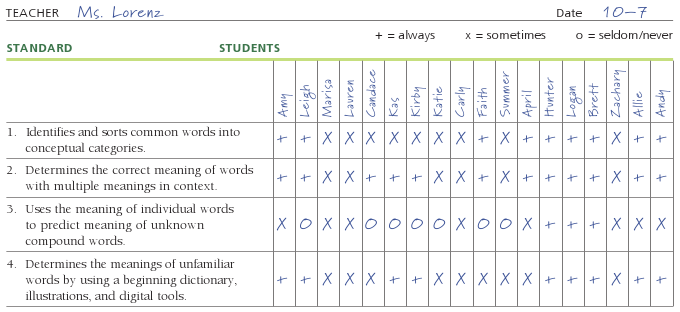 TEACHER Ms. Lorenz Date 10-7
+ = always x = sometimes o = seldom/never
STANDARD STUDENTS
Amy Leigh Marisa Lauren Candace Kas Kirby Katie Carly Faith Summer April Hunter Logan Brett Zachary Allie Andy
1. Identifies and sorts common words into
conceptual categories. + + X X X X X X X + X + + + + X + +
2. Determines the correct meaning of words
with multiple meanings in context. + + X X + + + X X + X + + + + X + +
3. Uses the meaning of individual words
to predict meaning of unknown X O X X O O O O X O O X + + + X X X
compound words.
4. Determines the meanings of unfamiliar
words by using a beginning dictionary, + + X X X + + X X X X X + + + X + +
illustrations, and digital tools.